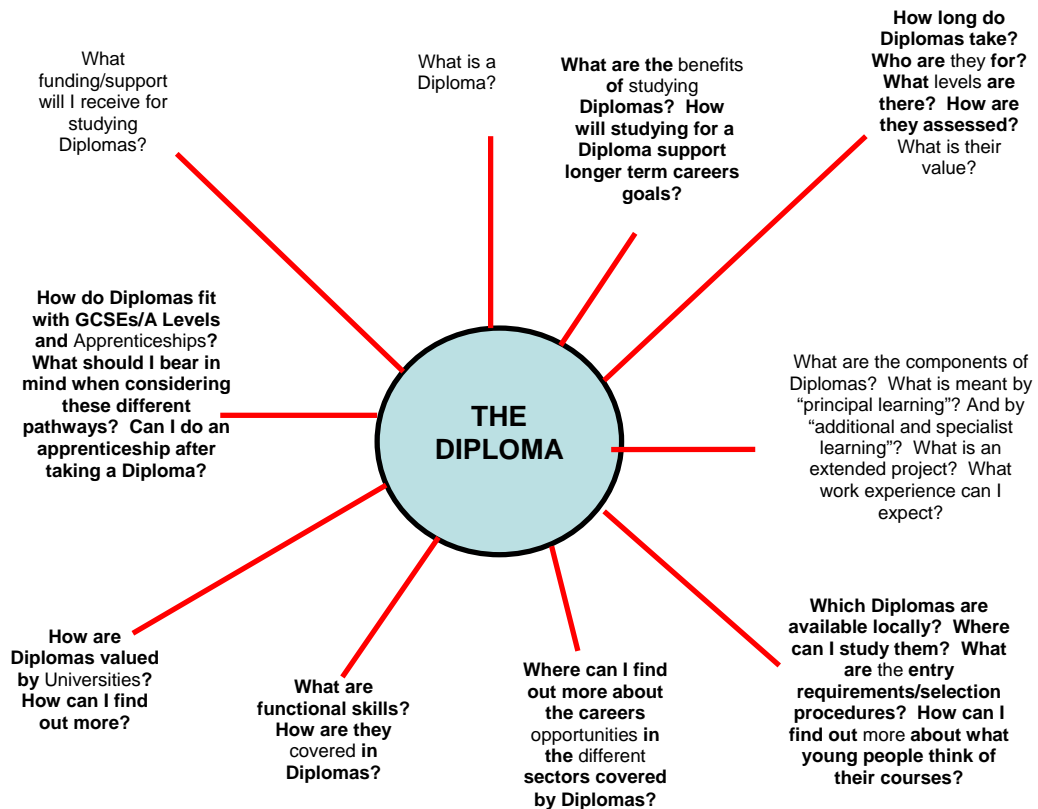 What
funding/support
will I receive for
studying
Diplomas?
What is a
Diploma?
What are the benefits
of studying
Diplomas? How
will studying for a
Diploma support
longer term careers
goals?
How long do
Diplomas take?
Who are they for?
What levels are
there? How are
they assessed?
What is their
value?
How do Diplomas fit
with GCSEs/A Levels
and Apprenticeships?
What should I bear in
mind when considering
these different
pathways? Can I do an
apprenticeship after
taking a Diploma?
THE
DIPLOMA
What are the components of
Diplomas? What is meant by
“principal learning”? And by
“additional and specialist
learning”? What is an
extended project? What
work experience can I
expect?
How are
Diplomas valued
by Universities?
How can I find
out more?
What are
functional skills?
How are they
covered in
Diplomas?
Where can I find
out more about
the careers
opportunities in
the different
sectors covered
by Diplomas?
Which Diplomas are
available locally? Where
can I study them? What
are the entry
requirements/selection
procedures? How can I
find out more about what
young people think of
their courses?